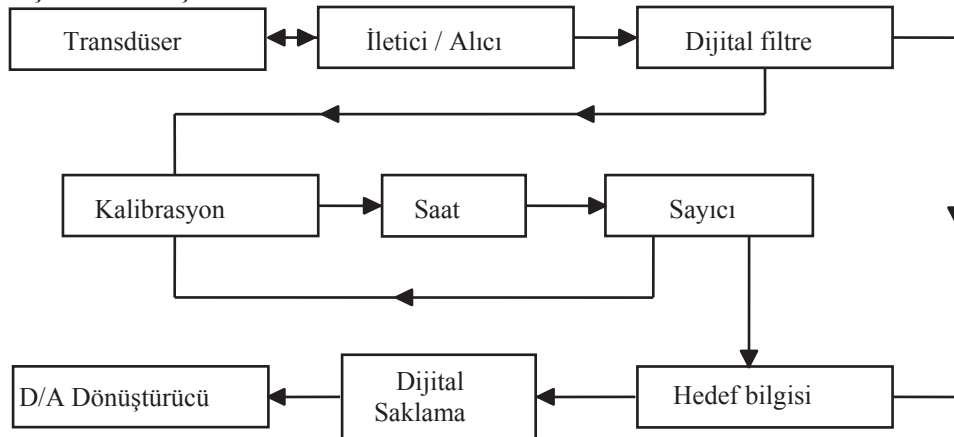 Transdüser
İletici / Alıcı
Dijital filtre
Kalibrasyon
Saat
Sayıcı
D/A Dönüştürücü
Dijital
Saklama
Hedef bilgisi